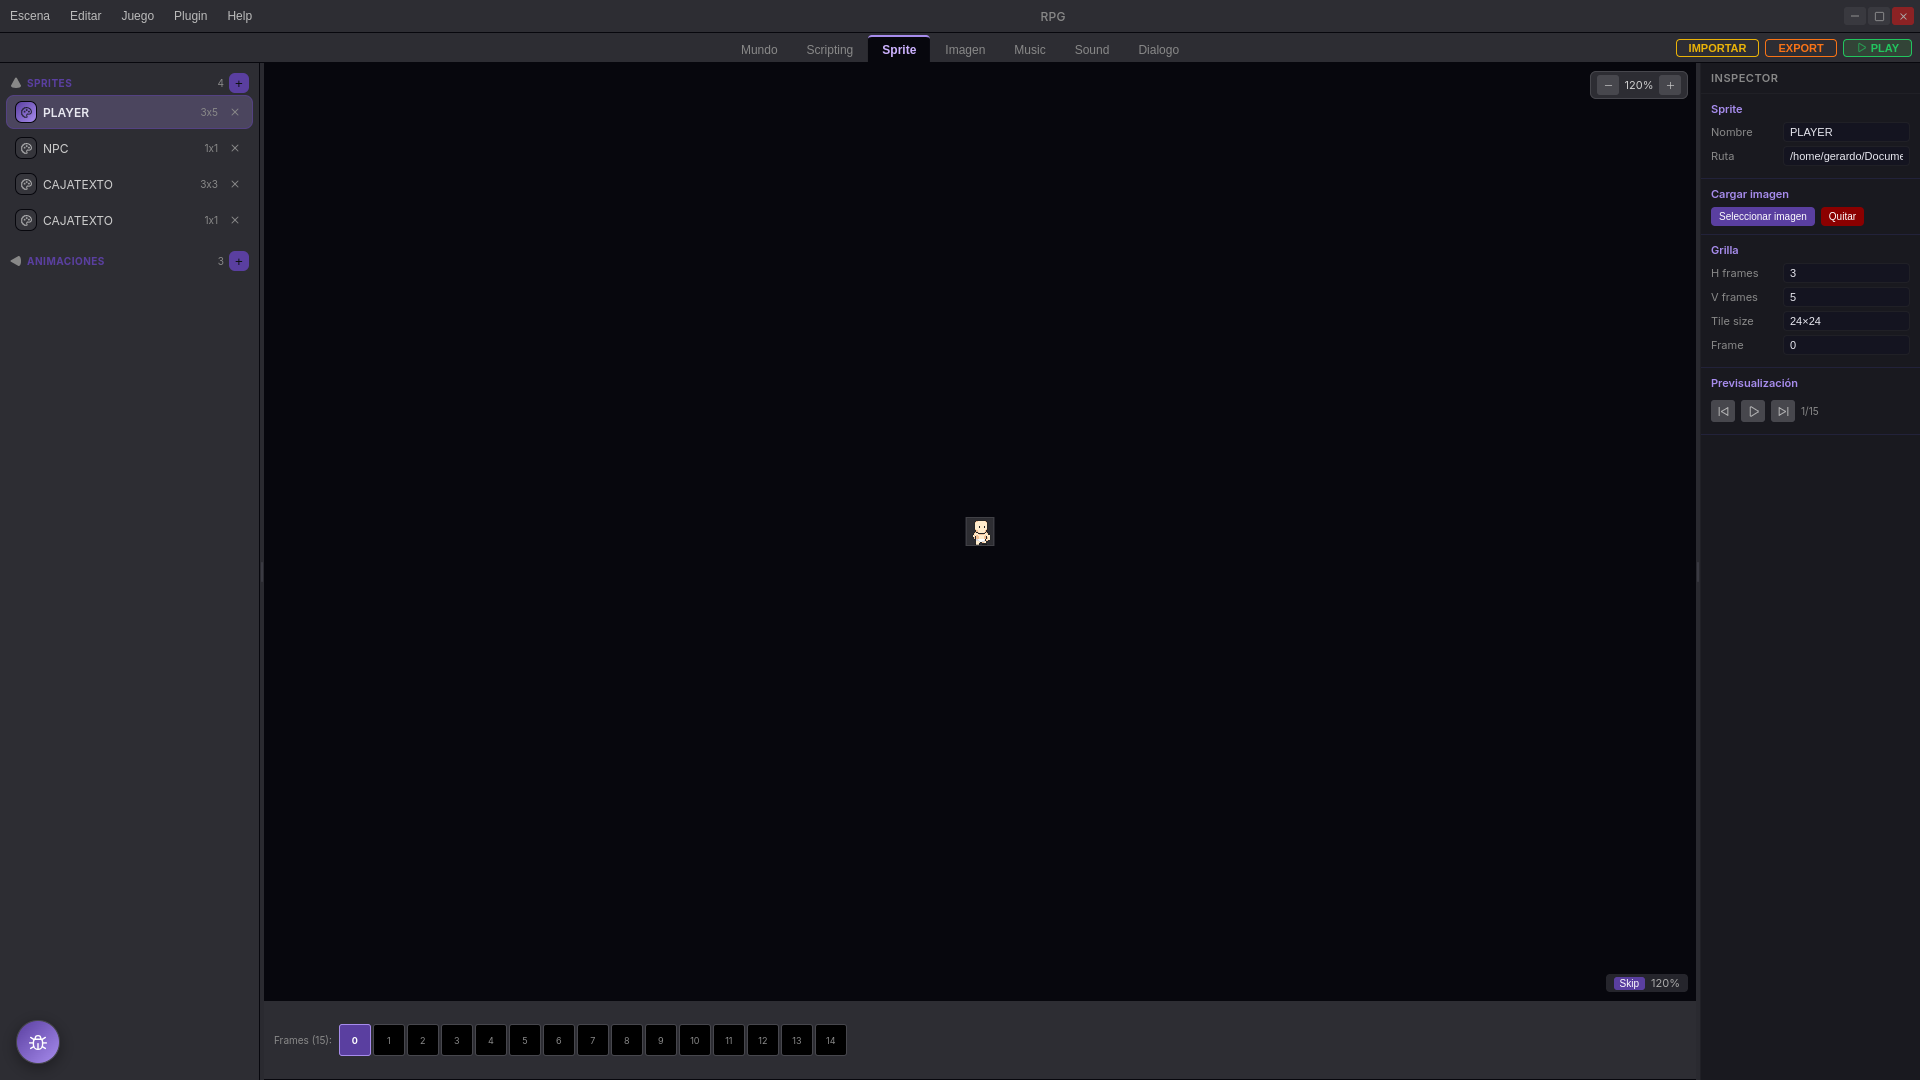 Escena Editar Juego Plugin Help
RPG
Mundo Scripting Sprite Imagen Music Sound Dialogo
IMPORTAR EXPORT PLAY
SPRITES 4 +
PLAYER 3x5 ×
NPC 1x1 ×
CAJATEXTO 3x3 ×
CAJATEXTO 1x1 ×
ANIMACIONES 3 +
− 120% +
Skip 120%
Frames (15): 0 1 2 3 4 5 6 7 8 9 10 11 12 13 14
INSPECTOR
Sprite
Nombre PLAYER
Ruta /home/gerardo/Docume
Cargar imagen
Seleccionar imagen Quitar
Grilla
H frames 3
V frames 5
Tile size 24×24
Frame 0
Previsualización
1/15